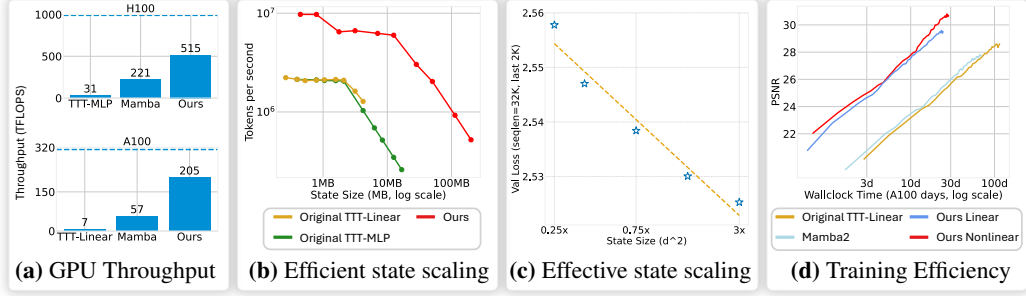 H100
1000
500
0
31
221
515
TTT-MLP Mamba Ours
Throughput (TFLOPS)
A100
320
150
0
7
57
205
TTT-Linear Mamba Ours
(a) GPU Throughput
10⁷
10⁶
Tokens per second
1MB 10MB 100MB
State Size (MB, log scale)
Original TTT-Linear Ours
Original TTT-MLP
(b) Efficient state scaling
2.56
2.55
2.54
2.53
Val Loss (seqlen=32K, last 2K)
0.25x 0.75x 3x
State Size (d^2)
(c) Effective state scaling
30
28
26
24
22
PSNR
3d 10d 30d 100d
Wallclock Time (A100 days, log scale)
Original TTT-Linear Ours Linear
Mamba2 Ours Nonlinear
(d) Training Efficiency